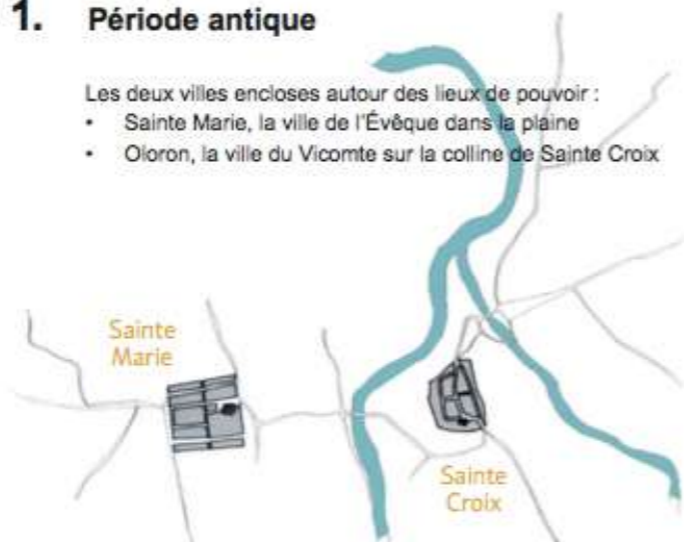 1. Période antique
Les deux villes encloses autour des lieux de pouvoir :
• Sainte Marie, la ville de l'Évêque dans la plaine
• Oloron, la ville du Vicomte sur la colline de Sainte Croix
Sainte
Marie
Sainte
Croix